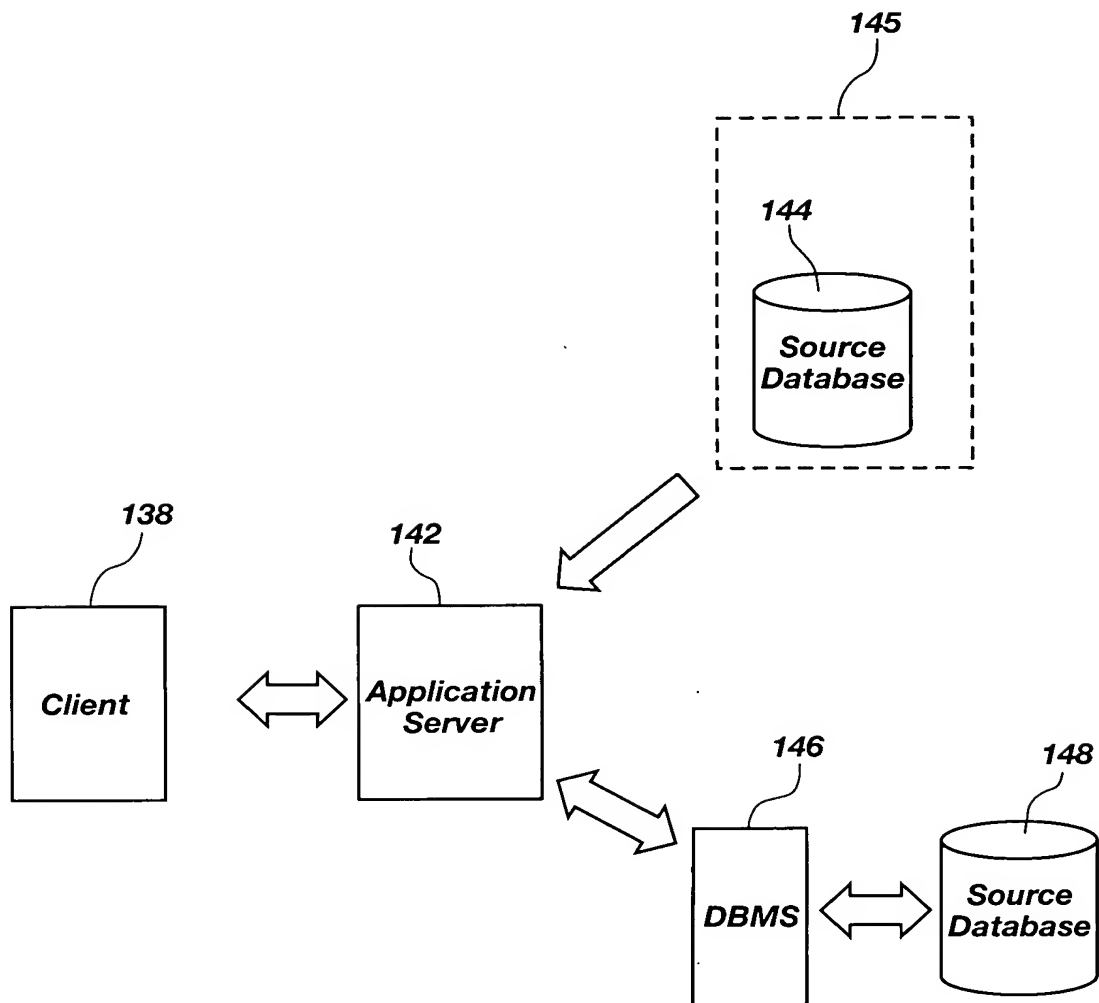 145
144
Source
Database
138
142
Client
Application
Server
146
148
DBMS
Source
Database